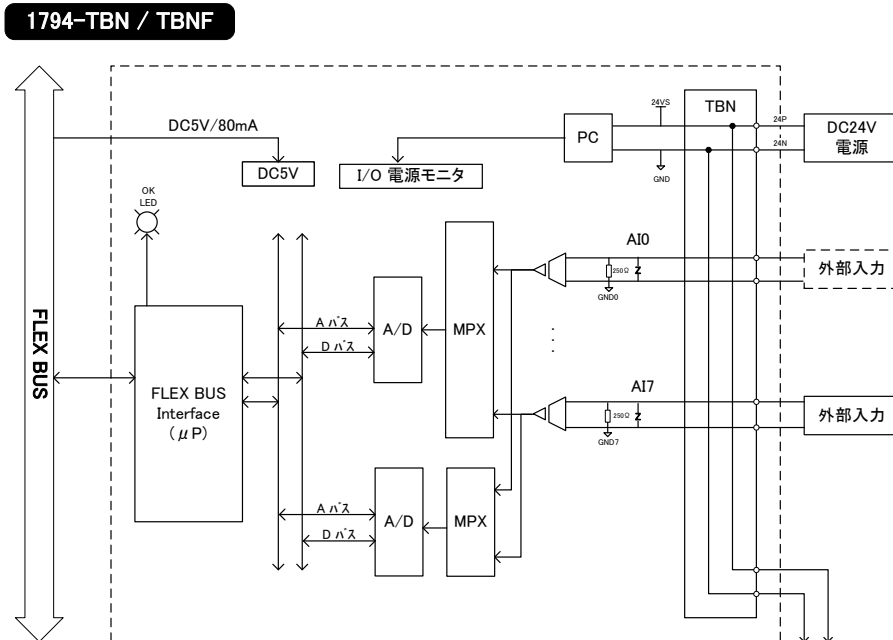 1794-TBN / TBNF
DC5V/80mA
DC5V
PC
I/O 電源モニタ
24VS
GND
TBN
24P
24N
DC24V
電源
OK
LED
FLEX BUS
FLEX BUS
Interface
(μP)
A バス
D バス
A/D
MPX
AI0
250Ω
Z
GND0
外部入力
AI7
250Ω
Z
GND7
外部入力
A バス
D バス
A/D
MPX